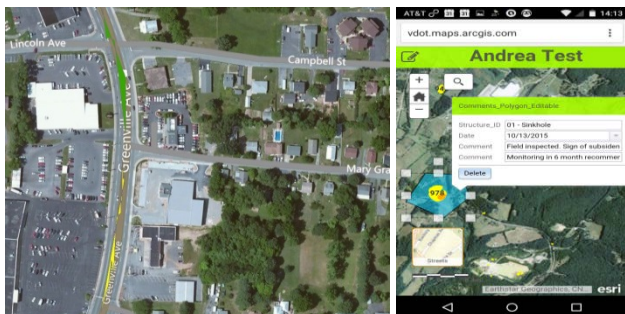 Lincoln Ave
Campbell St
Greenville Ave
Mary Gra
Greenville Ave
AT&T
14:13
vdot.maps.arcgis.com
Andrea Test
Comments_Polygon_Editable
Structure_ID 01 - Sinkhole
Date 10/13/2015
Comment Field inspected. Sign of subsiden
Comment Monitoring in 6 month recommer
Delete
Streets
Earthstar Geographics, CN...
esri